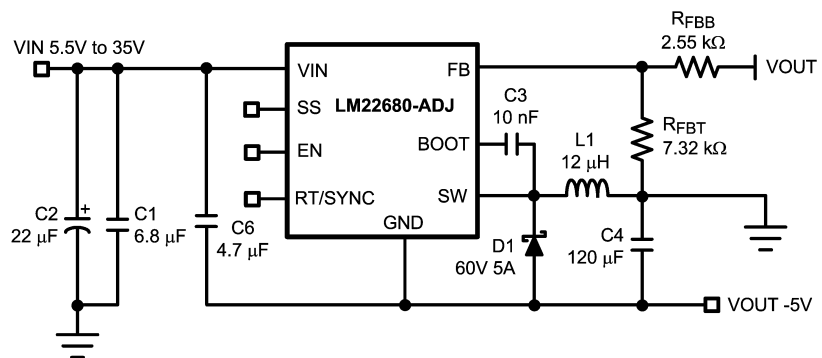 VIN 5.5V to 35V
RFBB
2.55 kΩ
VOUT
VIN
FB
SS
LM22680-ADJ
C3
10 nF
RFBT
7.32 kΩ
EN
BOOT
L1
12 μH
RT/SYNC
SW
GND
C2
22 μF
+
C1
6.8 μF
C6
4.7 μF
D1
60V 5A
C4
120 μF
VOUT -5V